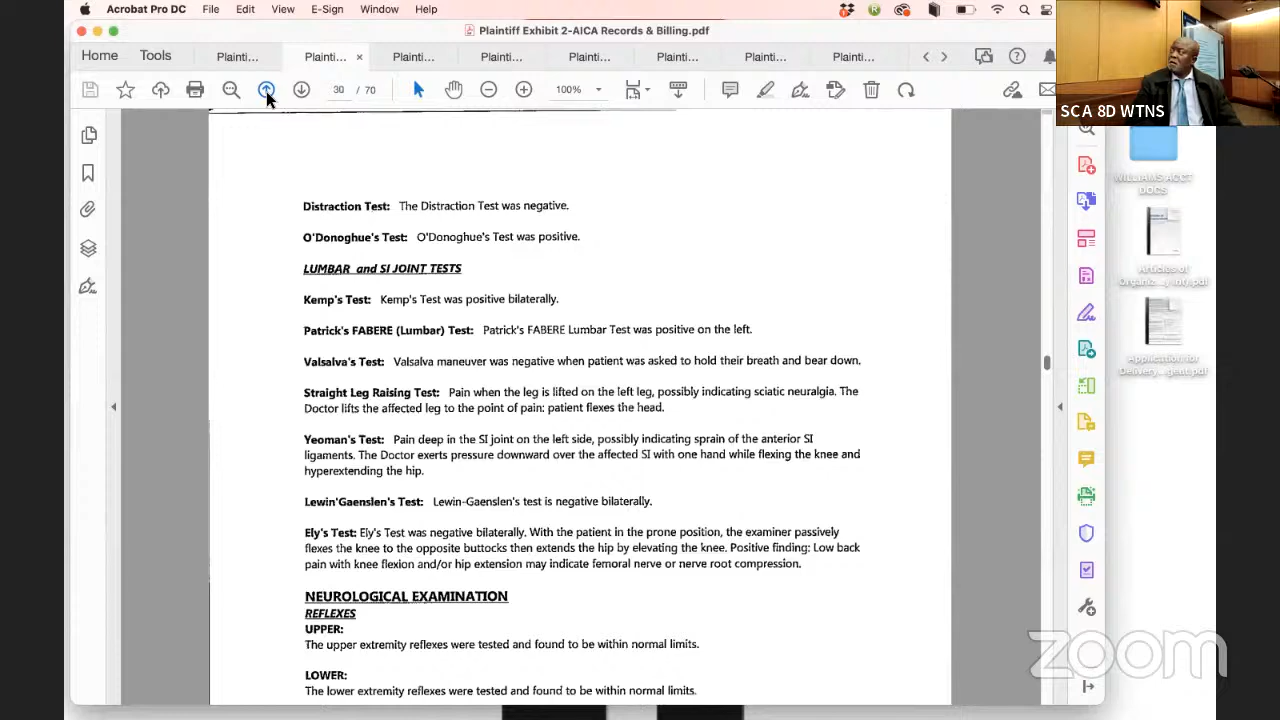 Acrobat Pro DC File Edit View E-Sign Window Help
Plaintiff Exhibit 2-AICA Records & Billing.pdf
Home Tools Plainti... Plainti... × Plainti... Plainti... Plainti... Plainti... Plainti... Plainti...
30 / 70 100%
SCA 8D WTNS
Distraction Test: The Distraction Test was negative.
O'Donoghue's Test: O'Donoghue's Test was positive.
LUMBAR and SI JOINT TESTS
Kemp's Test: Kemp's Test was positive bilaterally.
Patrick's FABERE (Lumbar) Test: Patrick's FABERE Lumbar Test was positive on the left.
Valsalva's Test: Valsalva maneuver was negative when patient was asked to hold their breath and bear down.
Straight Leg Raising Test: Pain when the leg is lifted on the left leg, possibly indicating sciatic neuralgia. The
Doctor lifts the affected leg to the point of pain: patient flexes the head.
Yeoman's Test: Pain deep in the SI joint on the left side, possibly indicating sprain of the anterior SI
ligaments. The Doctor exerts pressure downward over the affected SI with one hand while flexing the knee and
hyperextending the hip.
Lewin'Gaenslen's Test: Lewin-Gaenslen's test is negative bilaterally.
Ely's Test: Ely's Test was negative bilaterally. With the patient in the prone position, the examiner passively
flexes the knee to the opposite buttocks then extends the hip by elevating the knee. Positive finding: Low back
pain with knee flexion and/or hip extension may indicate femoral nerve or nerve root compression.
NEUROLOGICAL EXAMINATION
REFLEXES
UPPER:
The upper extremity reflexes were tested and found to be within normal limits.
LOWER:
The lower extremity reflexes were tested and found to be within normal limits.
WILLIAMS ACCT
DOCS
Articles of
Organiz...
Application for
Delivery...gent.pdf
zoom